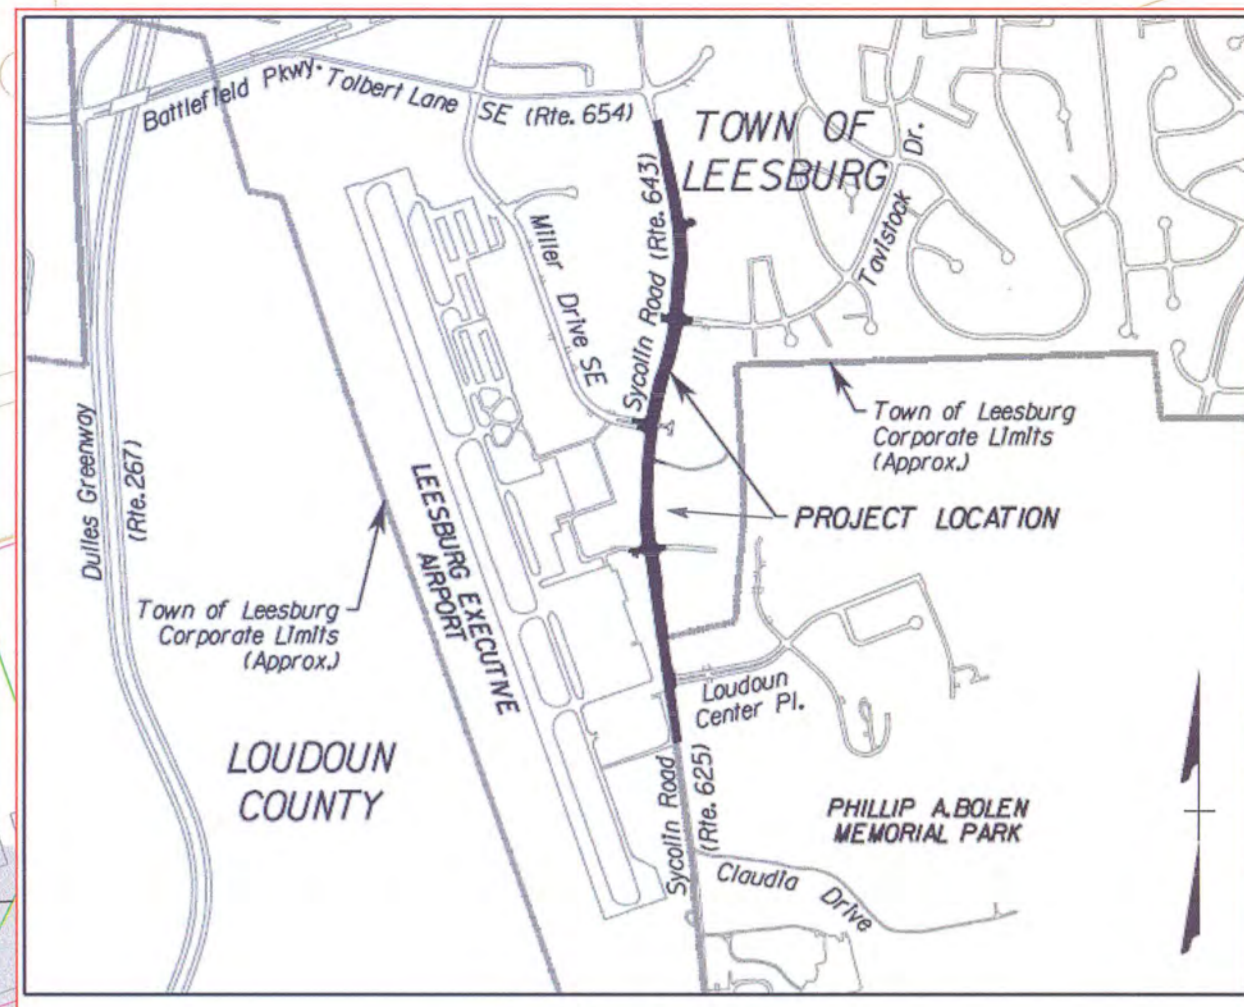 Battlefield Pkwy.
Tolbert Lane SE (Rte. 654)
TOWN OF
LEESBURG
Tavistock Dr.
Miller Drive SE
Sycolin Road (Rte. 643)
Town of Leesburg
Corporate Limits
(Approx.)
PROJECT LOCATION
Dulles Greenway
(Rte.267)
LEESBURG EXECUTIVE
AIRPORT
Town of Leesburg
Corporate Limits
(Approx.)
Loudoun
Center Pl.
LOUDOUN
COUNTY
Sycolin Road
(Rte. 625)
PHILLIP A.BOLEN
MEMORIAL PARK
Claudia Drive